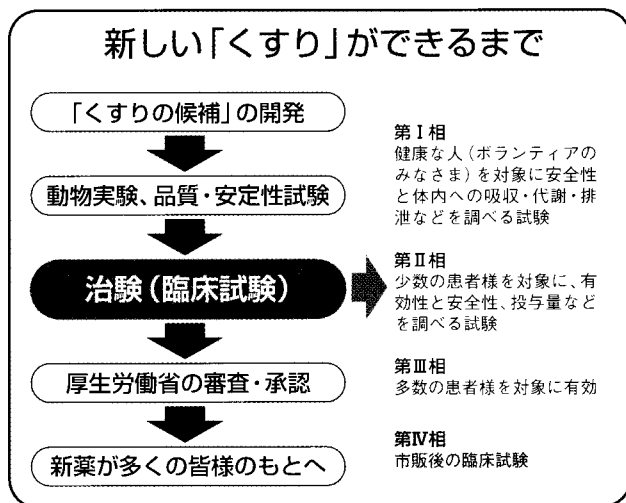 新しい「くすり」ができるまで
「くすりの候補」の開発
動物実験、品質・安定性試験
治験（臨床試験）
厚生労働省の審査・承認
新薬が多くの皆様のもとへ
第Ⅰ相
健康な人（ボランティアの
みなさま）を対象に安全性
と体内への吸収・代謝・排
泄などを調べる試験
第Ⅱ相
少数の患者様を対象に、有
効性と安全性、投与量など
を調べる試験
第Ⅲ相
多数の患者様を対象に有効
第Ⅳ相
市販後の臨床試験